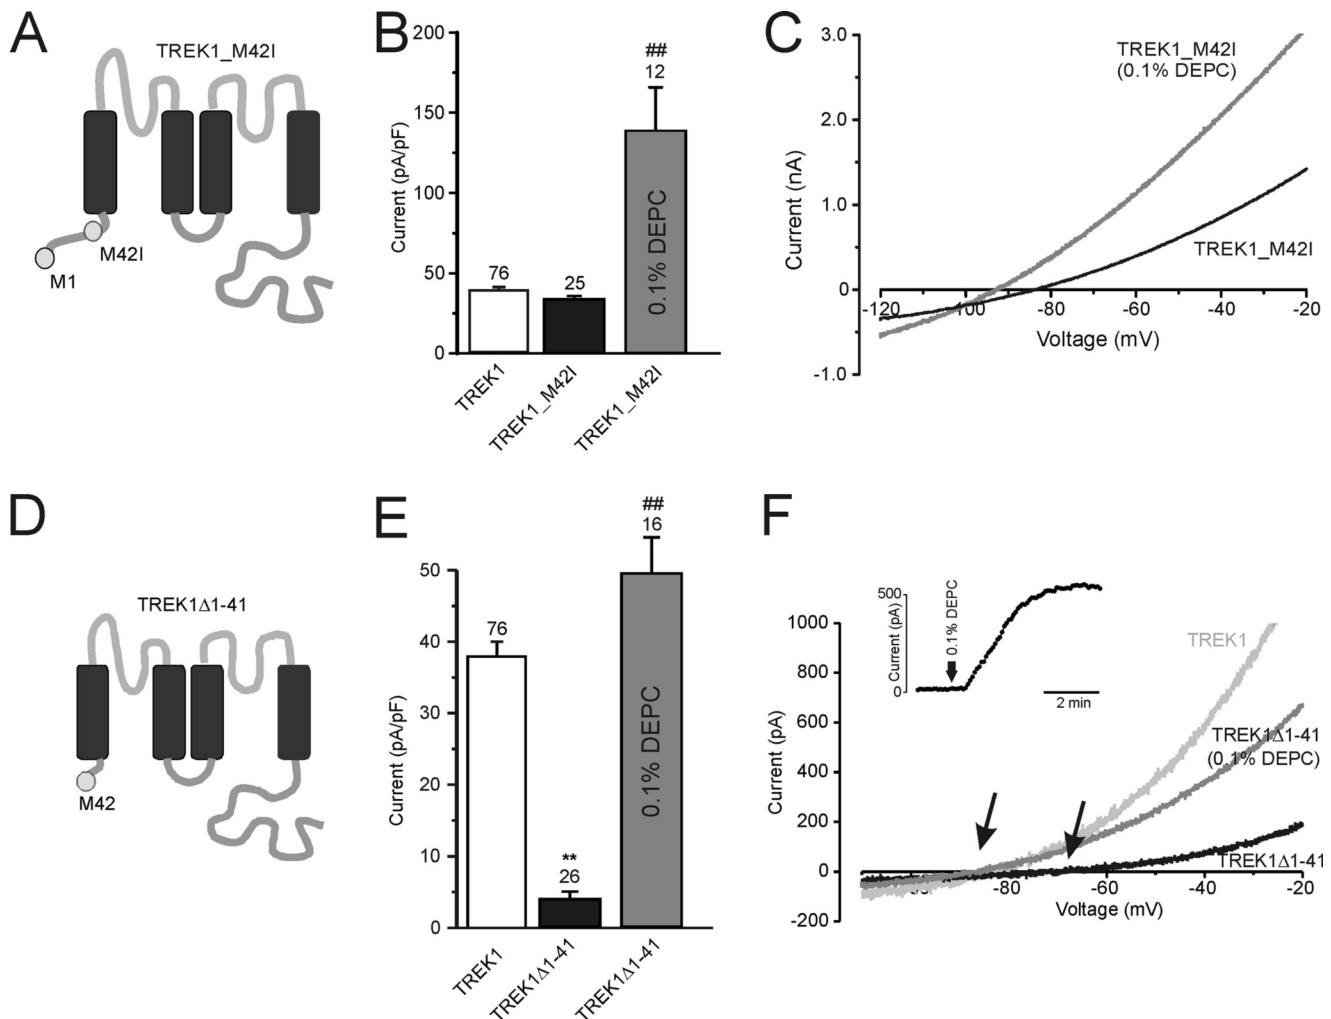 A
TREK1_M42I
M42I
M1
B
200
150
100
50
0
Current (pA/pF)
76
25
##
12
0.1% DEPC
TREK1
TREK1_M42I
TREK1_M42I
C
3.0
2.0
1.0
0
-1.0
Current (nA)
TREK1_M42I
(0.1% DEPC)
TREK1_M42I
-120
-100
-80
-60
-40
-20
Voltage (mV)
D
TREK1Δ1-41
M42
E
50
40
30
20
10
0
Current (pA/pF)
76
**
26
##
16
0.1% DEPC
TREK1
TREK1Δ1-41
TREK1Δ1-41
F
500
0
Current (pA)
0.1% DEPC
2 min
1000
800
600
400
200
0
-200
Current (pA)
TREK1
TREK1Δ1-41
(0.1% DEPC)
TREK1Δ1-41
-80
-60
-40
-20
Voltage (mV)